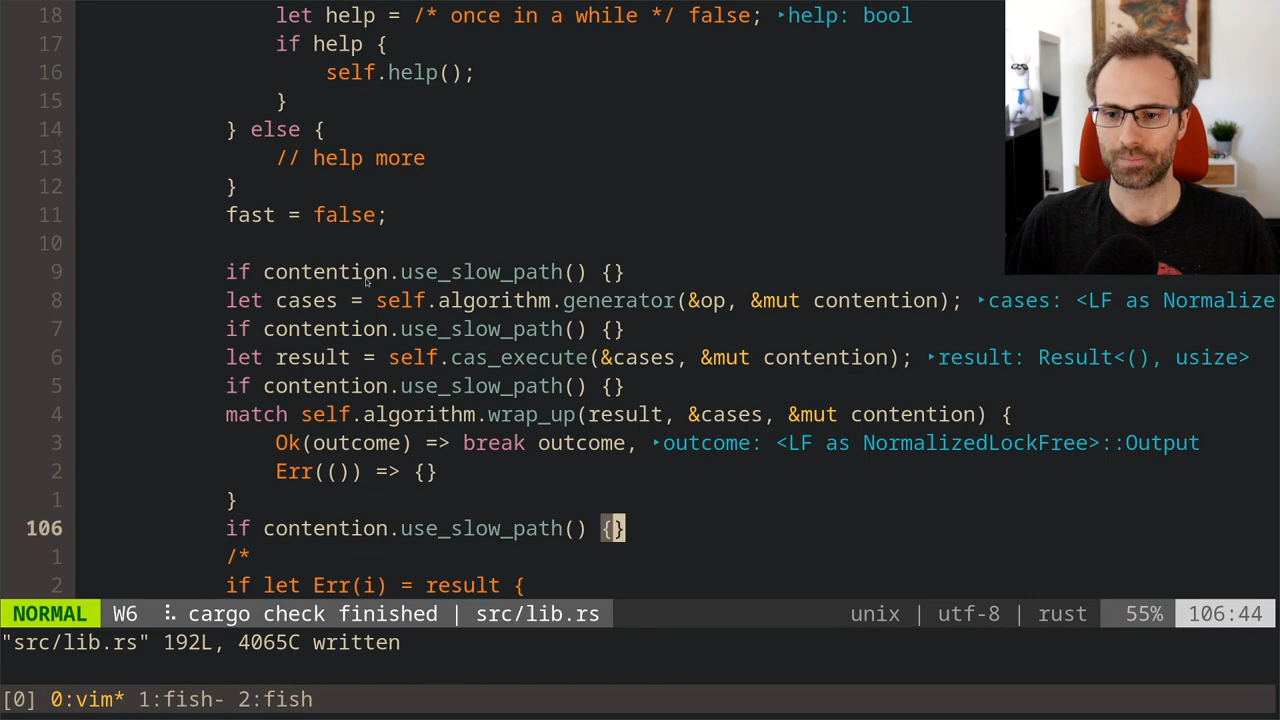 18 let help = /* once in a while */ false; ‣help: bool
17 if help {
16 self.help();
15 }
14 } else {
13 // help more
12 }
11 fast = false;
10
9 if contention.use_slow_path() {}
8 let cases = self.algorithm.generator(&op, &mut contention); ‣cases: <LF as Normalize
7 if contention.use_slow_path() {}
6 let result = self.cas_execute(&cases, &mut contention); ‣result: Result<(), usize>
5 if contention.use_slow_path() {}
4 match self.algorithm.wrap_up(result, &cases, &mut contention) {
3 Ok(outcome) => break outcome, ‣outcome: <LF as NormalizedLockFree>::Output
2 Err(()) => {}
1 }
106 if contention.use_slow_path() {}
1 /*
2 if let Err(i) = result {
NORMAL W6 ⠧ cargo check finished | src/lib.rs unix | utf-8 | rust 55% 106:44
"src/lib.rs" 192L, 4065C written
[0] 0:vim* 1:fish- 2:fish